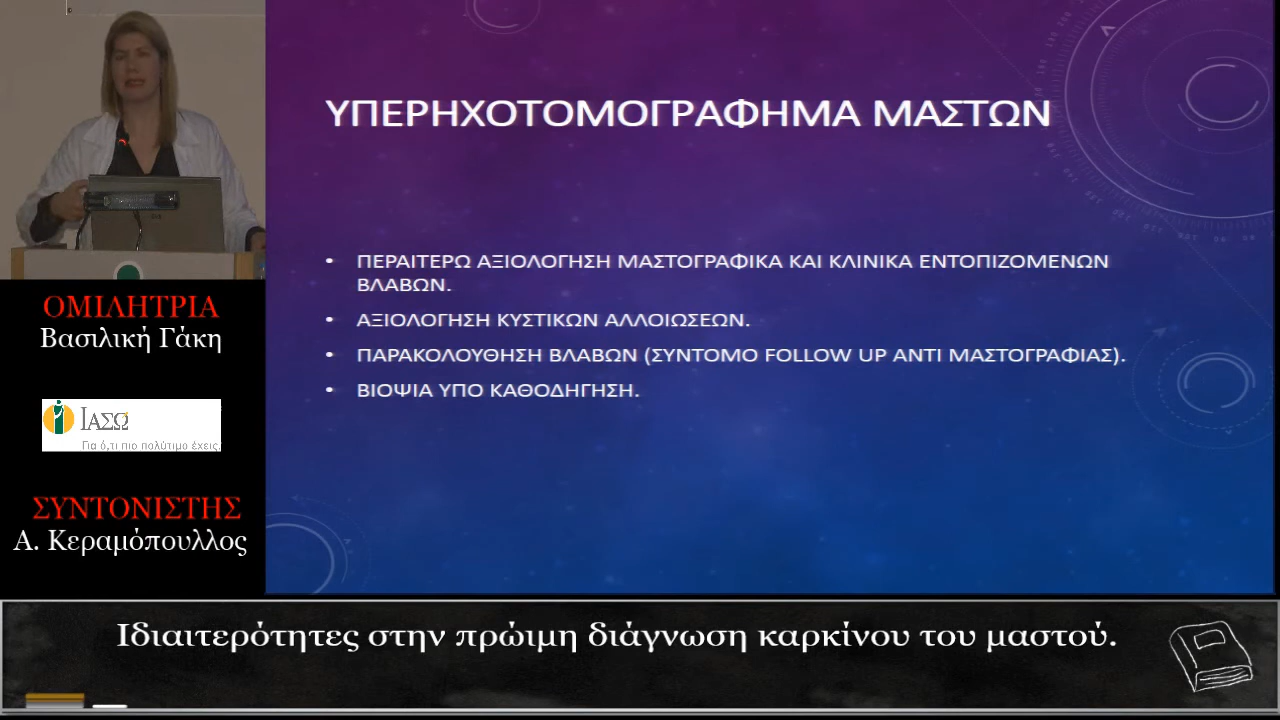 ΥΠΕΡΗΧΟΤΟΜΟΓΡΑΦΗΜΑ ΜΑΣΤΩΝ
• ΠΕΡΑΙΤΕΡΩ ΑΞΙΟΛΟΓΗΣΗ ΜΑΣΤΟΓΡΑΦΙΚΑ ΚΑΙ ΚΛΙΝΙΚΑ ΕΝΤΟΠΙΖΟΜΕΝΩΝ
ΒΛΑΒΩΝ.
• ΑΞΙΟΛΟΓΗΣΗ ΚΥΣΤΙΚΩΝ ΑΛΛΟΙΩΣΕΩΝ.
• ΠΑΡΑΚΟΛΟΥΘΗΣΗ ΒΛΑΒΩΝ (ΣΥΝΤΟΜΟ FOLLOW UP ΑΝΤΙ ΜΑΣΤΟΓΡΑΦΙΑΣ).
• ΒΙΟΨΙΑ ΥΠΟ ΚΑΘΟΔΗΓΗΣΗ.
ΟΜΙΛΗΤΡΙΑ
Βασιλική Γάκη
ΙΑΣΩ
Για ό,τι πιο πολύτιμο έχεις.
ΣΥΝΤΟΝΙΣΤΗΣ
Α. Κεραμόπουλλος
Ιδιαιτερότητες στην πρώιμη διάγνωση καρκίνου του μαστού.